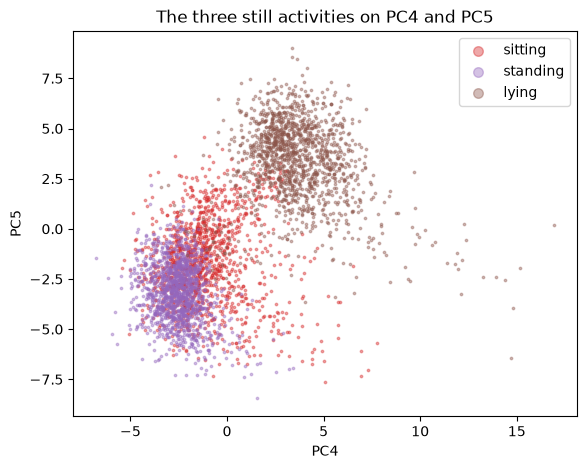 The three still activities on PC4 and PC5
sitting
standing
lying
PC5
7.5
5.0
2.5
0.0
−2.5
−5.0
−7.5
−5
0
5
10
15
PC4